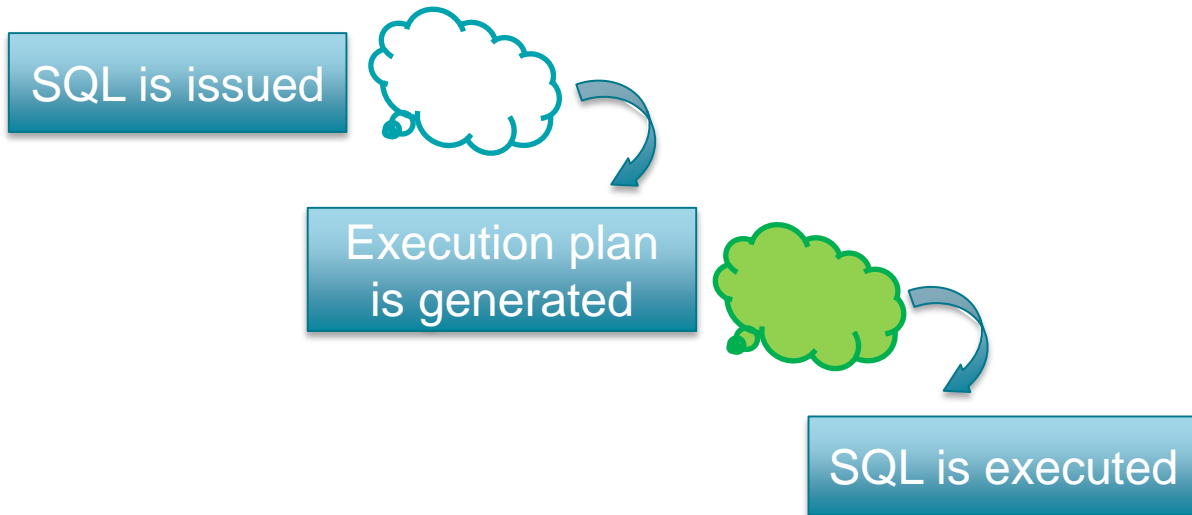 SQL is issued
Execution plan
is generated
SQL is executed